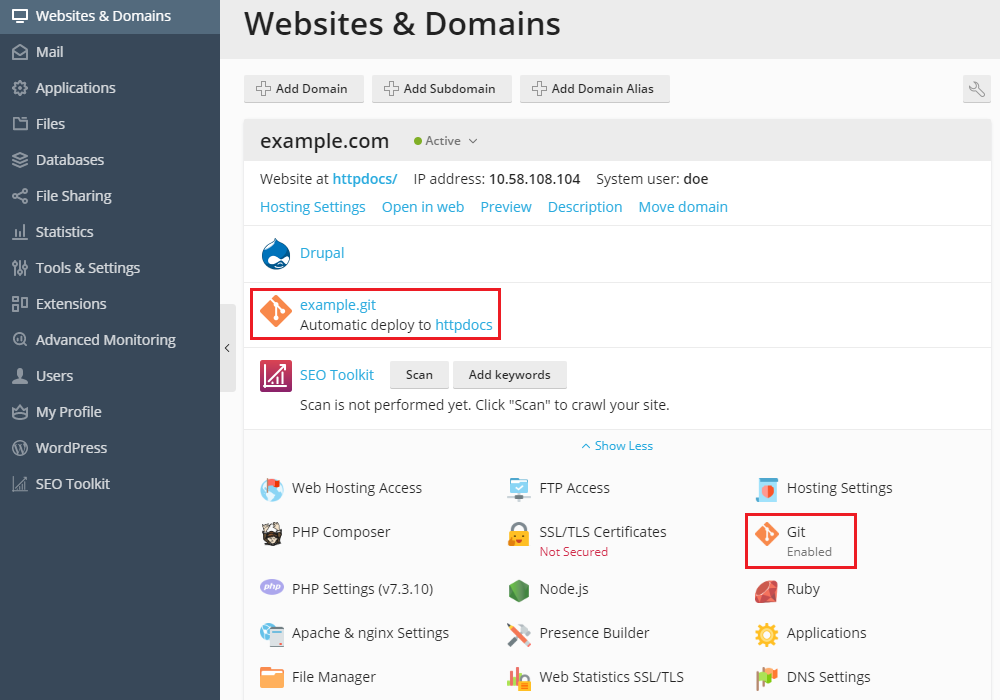 Websites & Domains
Mail
Applications
Files
Databases
File Sharing
Statistics
Tools & Settings
Extensions
Advanced Monitoring
Users
My Profile
WordPress
SEO Toolkit
Websites & Domains
Add Domain Add Subdomain Add Domain Alias
example.com Active
Website at httpdocs/ IP address: 10.58.108.104 System user: doe
Hosting Settings Open in web Preview Description Move domain
Drupal
example.git
Automatic deploy to httpdocs
SEO Toolkit Scan Add keywords
Scan is not performed yet. Click "Scan" to crawl your site.
Show Less
Web Hosting Access FTP Access Hosting Settings
PHP Composer SSL/TLS Certificates Git
Not Secured Enabled
php PHP Settings (v7.3.10) Node.js Ruby
Apache & nginx Settings Presence Builder Applications
File Manager Web Statistics SSL/TLS DNS Settings